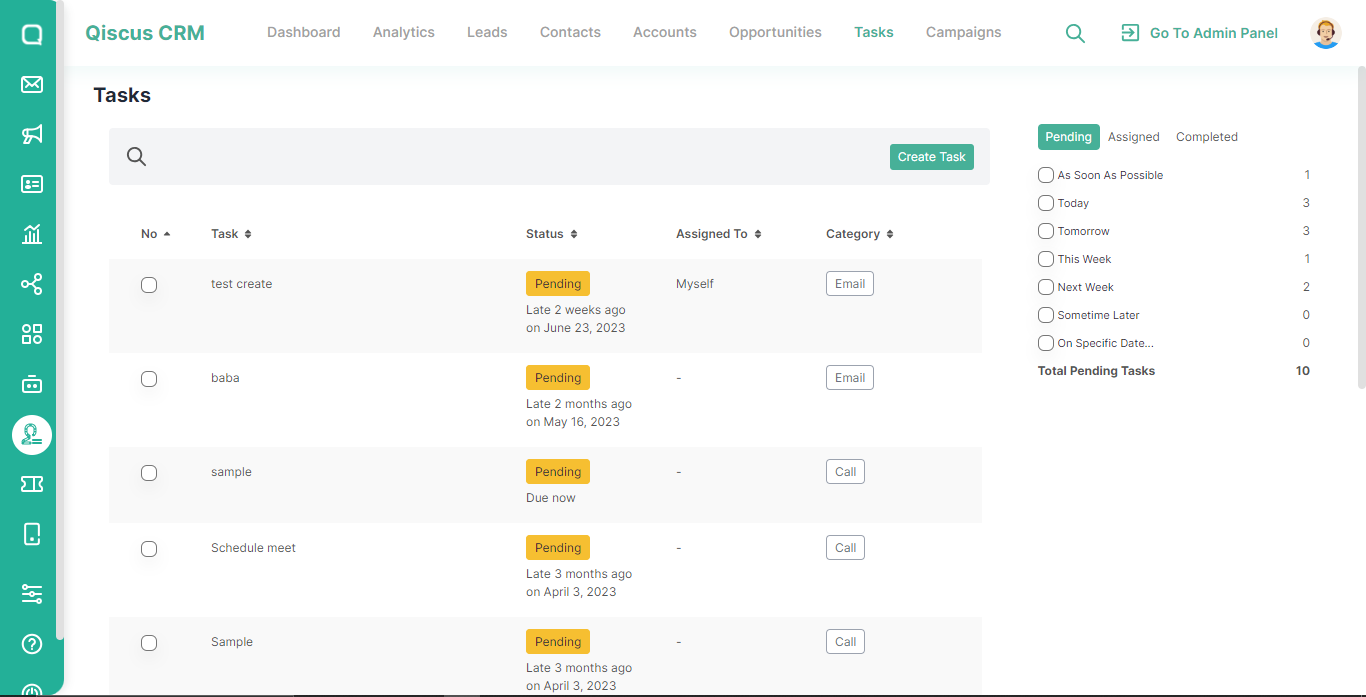 Qiscus CRM
Dashboard
Analytics
Leads
Contacts
Accounts
Opportunities
Tasks
Campaigns
Go To Admin Panel
Tasks
Create Task
No
Task
Status
Assigned To
Category
test create
Pending
Late 2 weeks ago
on June 23, 2023
Myself
Email
baba
Pending
Late 2 months ago
on May 16, 2023
-
Email
sample
Pending
Due now
-
Call
Schedule meet
Pending
Late 3 months ago
on April 3, 2023
-
Call
Sample
Pending
Late 3 months ago
on April 3, 2023
-
Call
Pending
Assigned
Completed
As Soon As Possible 1
Today 3
Tomorrow 3
This Week 1
Next Week 2
Sometime Later 0
On Specific Date... 0
Total Pending Tasks 10